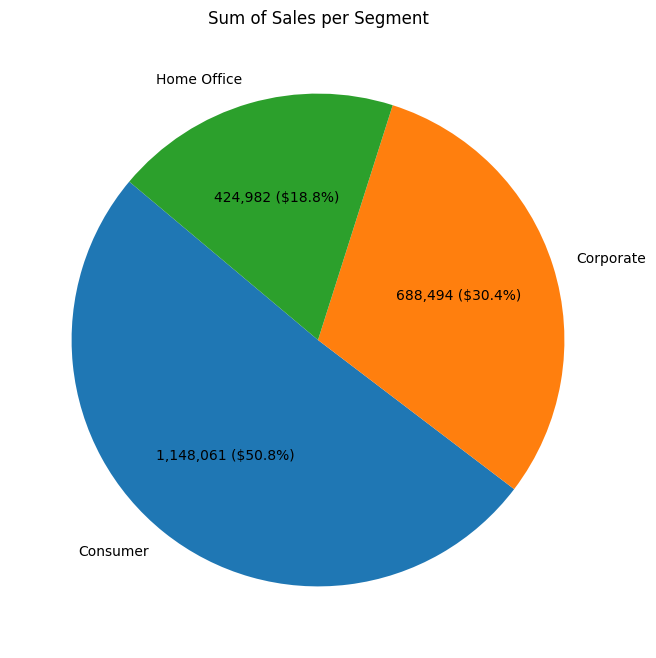 Sum of Sales per Segment
Home Office
424,982 ($18.8%)
Corporate
688,494 ($30.4%)
1,148,061 ($50.8%)
Consumer